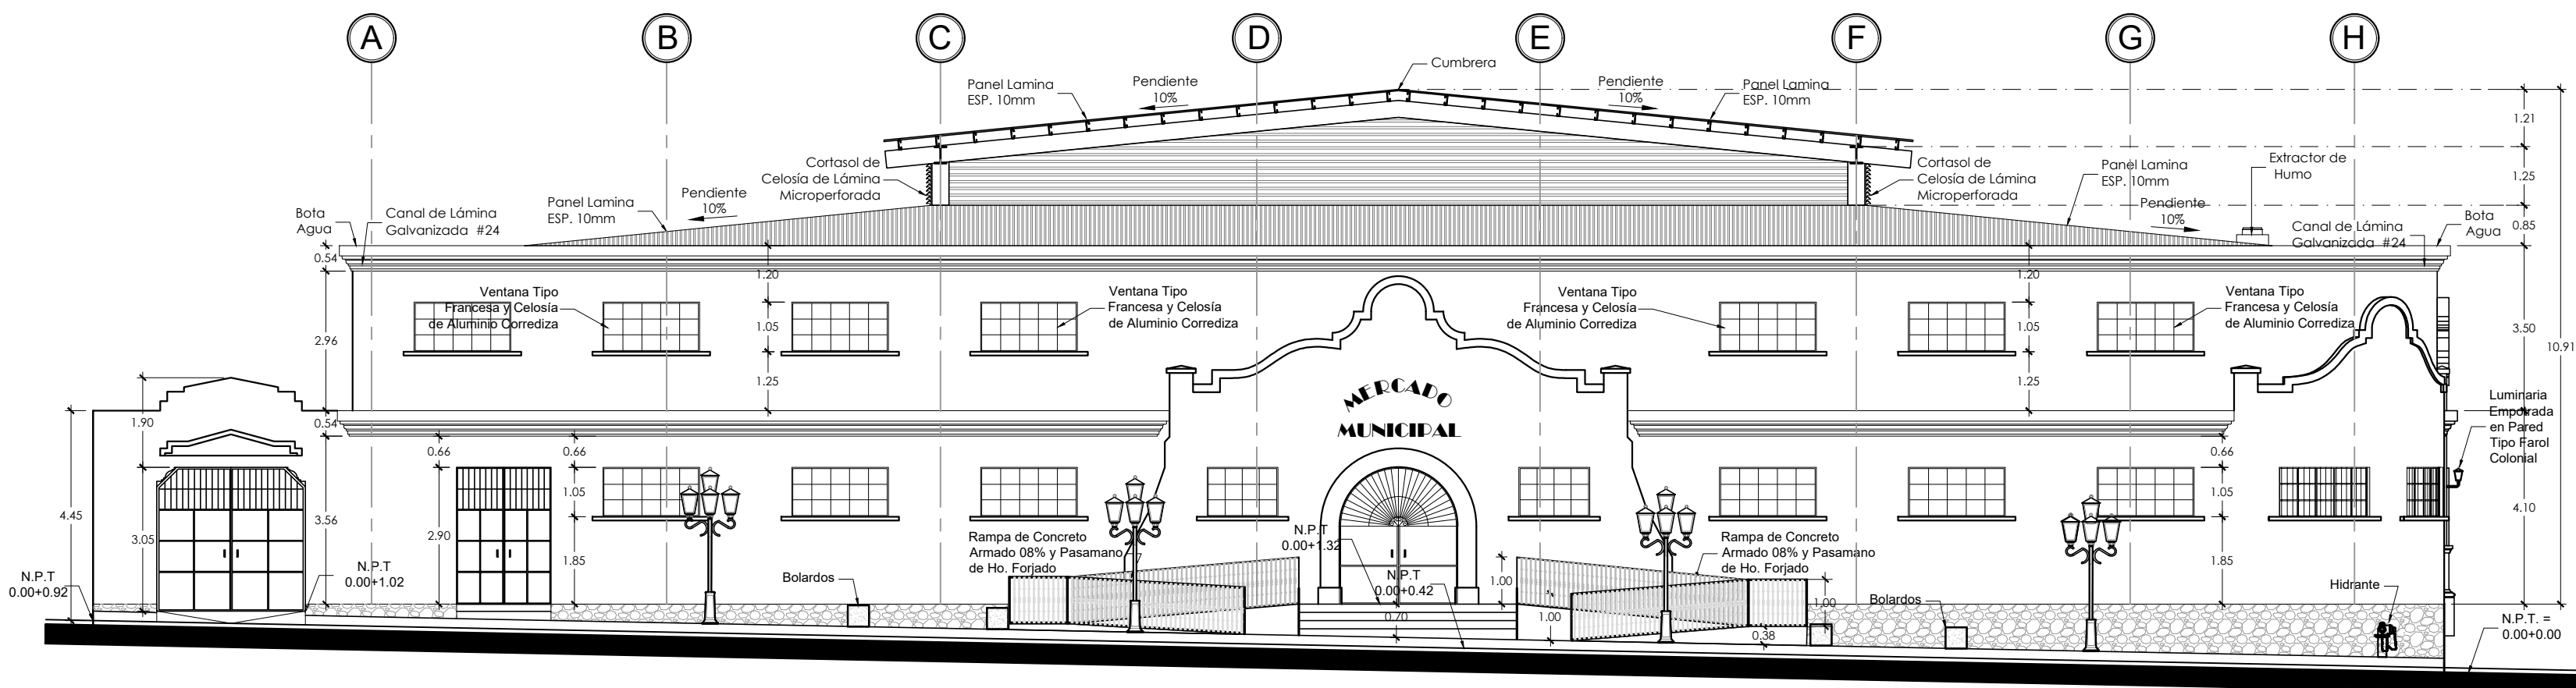 A
B
C
D
E
F
G
H
Cumbrera
Panel Lamina
ESP. 10mm
Pendiente
10%
Pendiente
10%
Panel Lamina
ESP. 10mm
1.21
Cortasol de
Celosía de Lámina
Microperforada
Cortasol de
Celosía de Lámina
Microperforada
Panel Lamina
ESP. 10mm
Extractor de
Humo
1.25
Bota
Agua
Canal de Lámina
Galvanizada #24
Panel Lamina
ESP. 10mm
Pendiente
10%
Pendiente
10%
Canal de Lámina
Galvanizada #24
Bota
Agua
0.85
0.54
1.20
1.20
Ventana Tipo
Francesa y Celosía
de Aluminio Corrediza
Ventana Tipo
Francesa y Celosía
de Aluminio Corrediza
Ventana Tipo
Francesa y Celosía
de Aluminio Corrediza
Ventana Tipo
Francesa y Celosía
de Aluminio Corrediza
2.96
1.05
1.05
3.50
10.91
1.25
1.25
MERCADO
MUNICIPAL
Luminaria
Empotrada
en Pared
Tipo Farol
Colonial
1.90
0.54
0.66
0.66
0.66
4.45
3.05
3.56
2.90
1.05
1.85
1.05
1.85
4.10
N.P.T
0.00+0.92
N.P.T
0.00+1.02
Bolardos
Rampa de Concreto
Armado 08% y Pasamano
de Ho. Forjado
N.P.T
0.00+1.32
N.P.T
0.00+0.42
0.70
1.00
1.00
Rampa de Concreto
Armado 08% y Pasamano
de Ho. Forjado
1.00
0.38
Bolardos
Hidrante
N.P.T. =
0.00+0.00